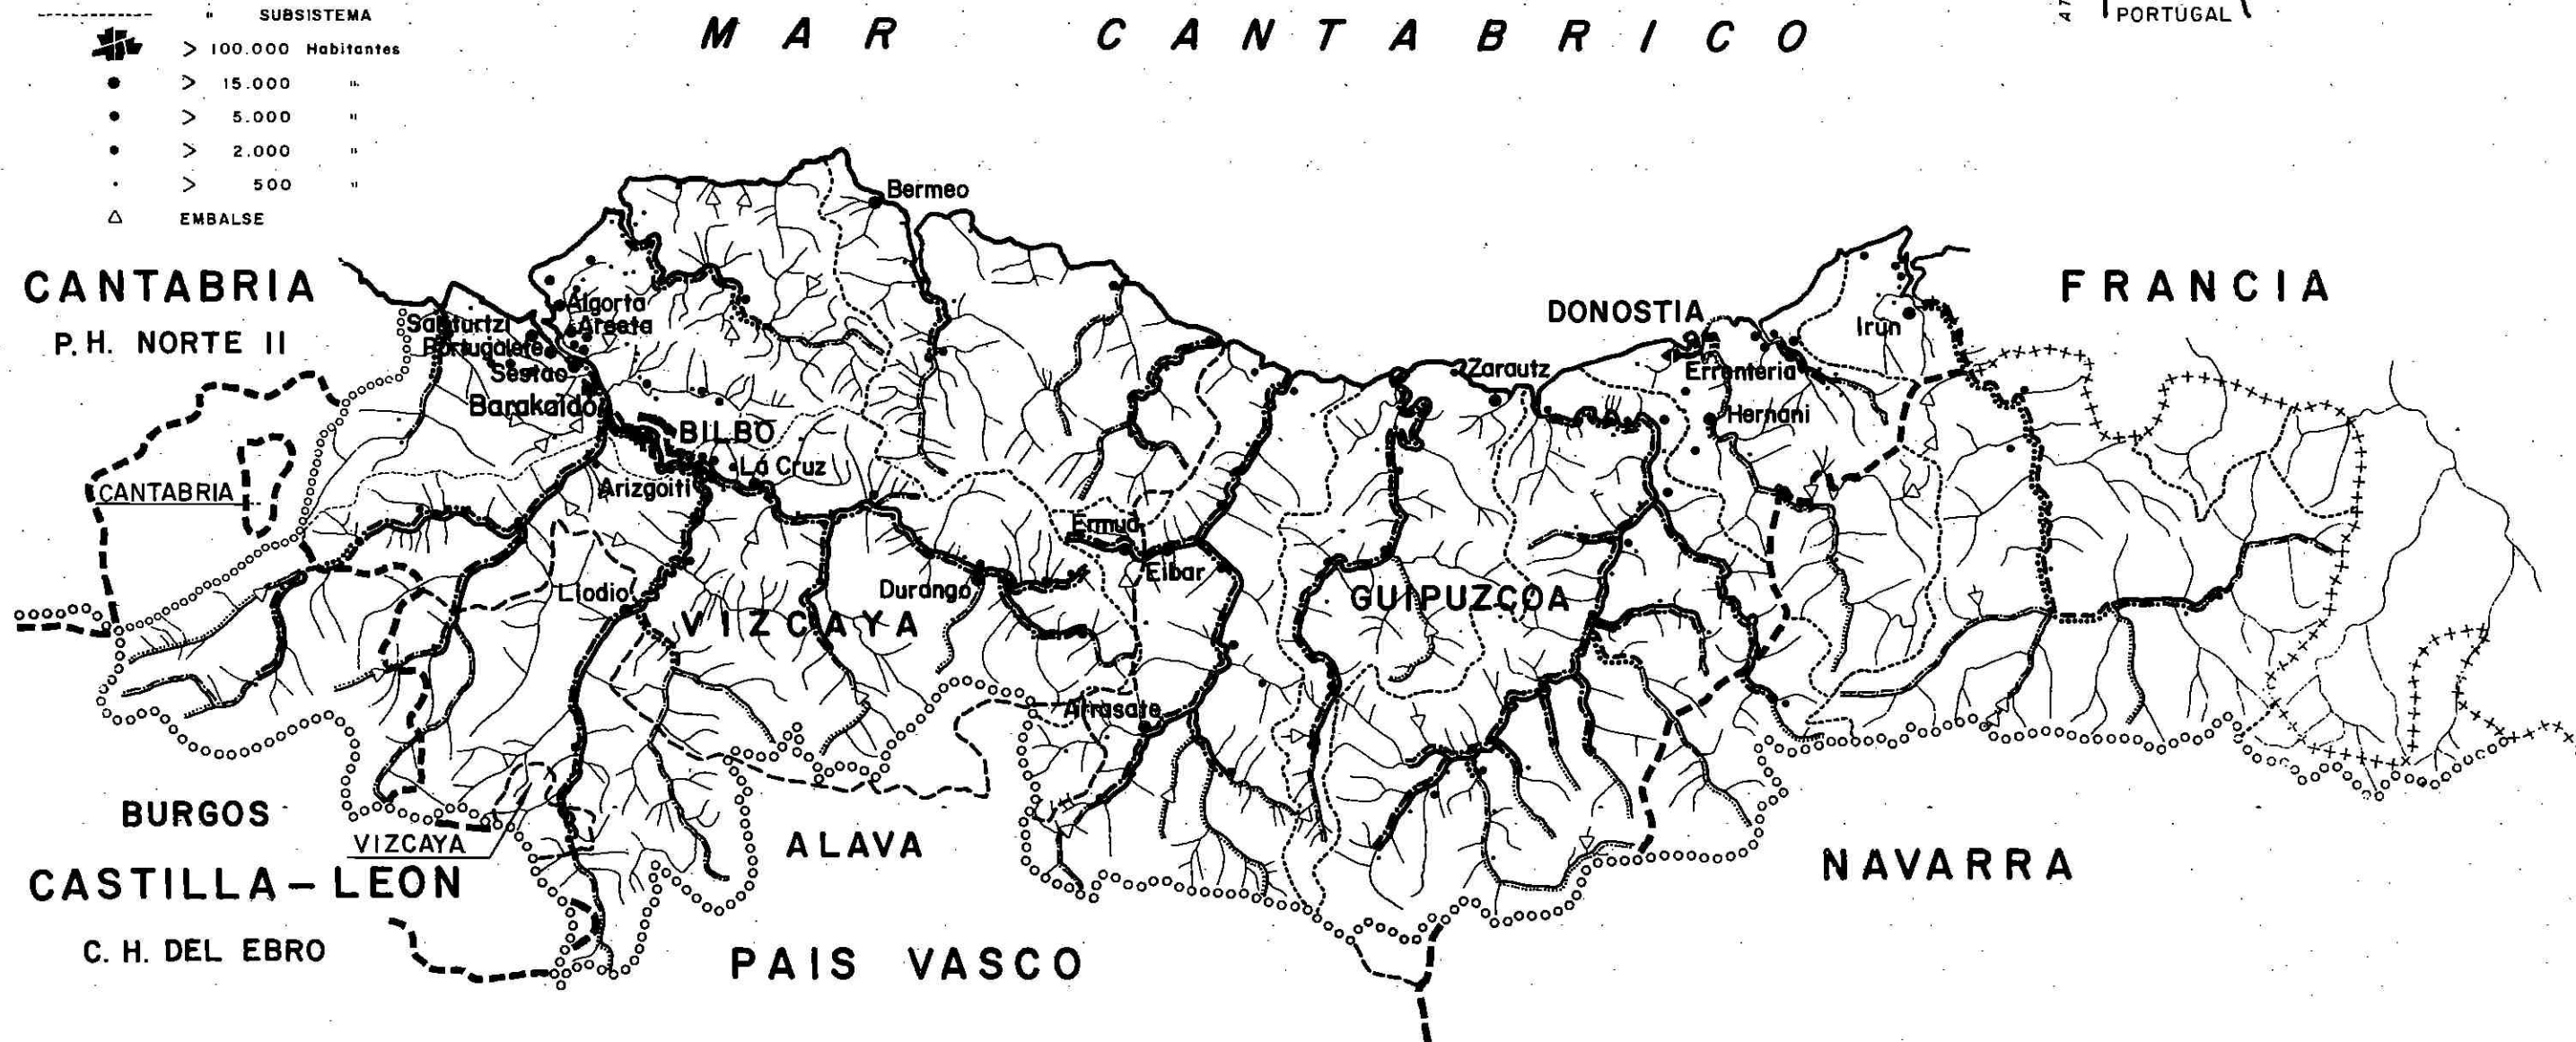 " SUBSISTEMA
> 100.000 Habitantes
> 15.000 "
> 5.000 "
> 2.000 "
> 500 "
EMBALSE
MAR CANTABRICO
PORTUGAL
Bermeo
CANTABRIA
P.H. NORTE II
Algorta
Santurtzi
Areeta
Portugalete
Sestao
Barakaldo
BILBO
La Cruz
Arizgoiti
CANTABRIA
DONOSTIA
Irun
FRANCIA
Zarautz
Errenteria
Hernani
Ermua
Eibar
Llodio
Durango
VIZCAYA
GUIPUZCOA
Arrasate
BURGOS
VIZCAYA
ALAVA
CASTILLA-LEON
NAVARRA
C. H. DEL EBRO
PAIS VASCO